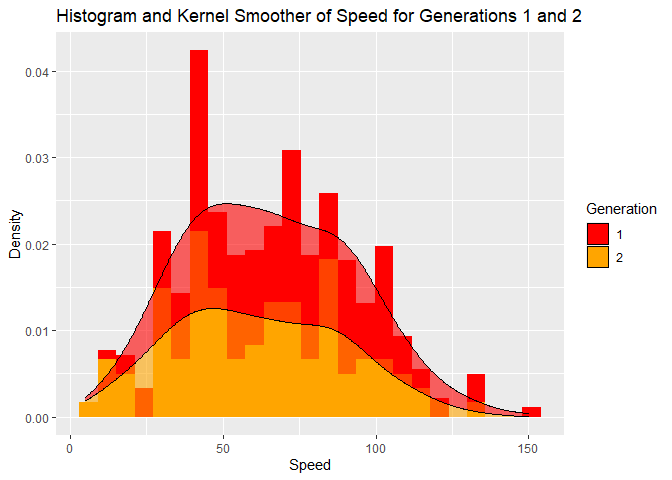 Histogram and Kernel Smoother of Speed for Generations 1 and 2
Density
0.04
0.03
0.02
0.01
0.00
0
50
100
150
Speed
Generation
1
2